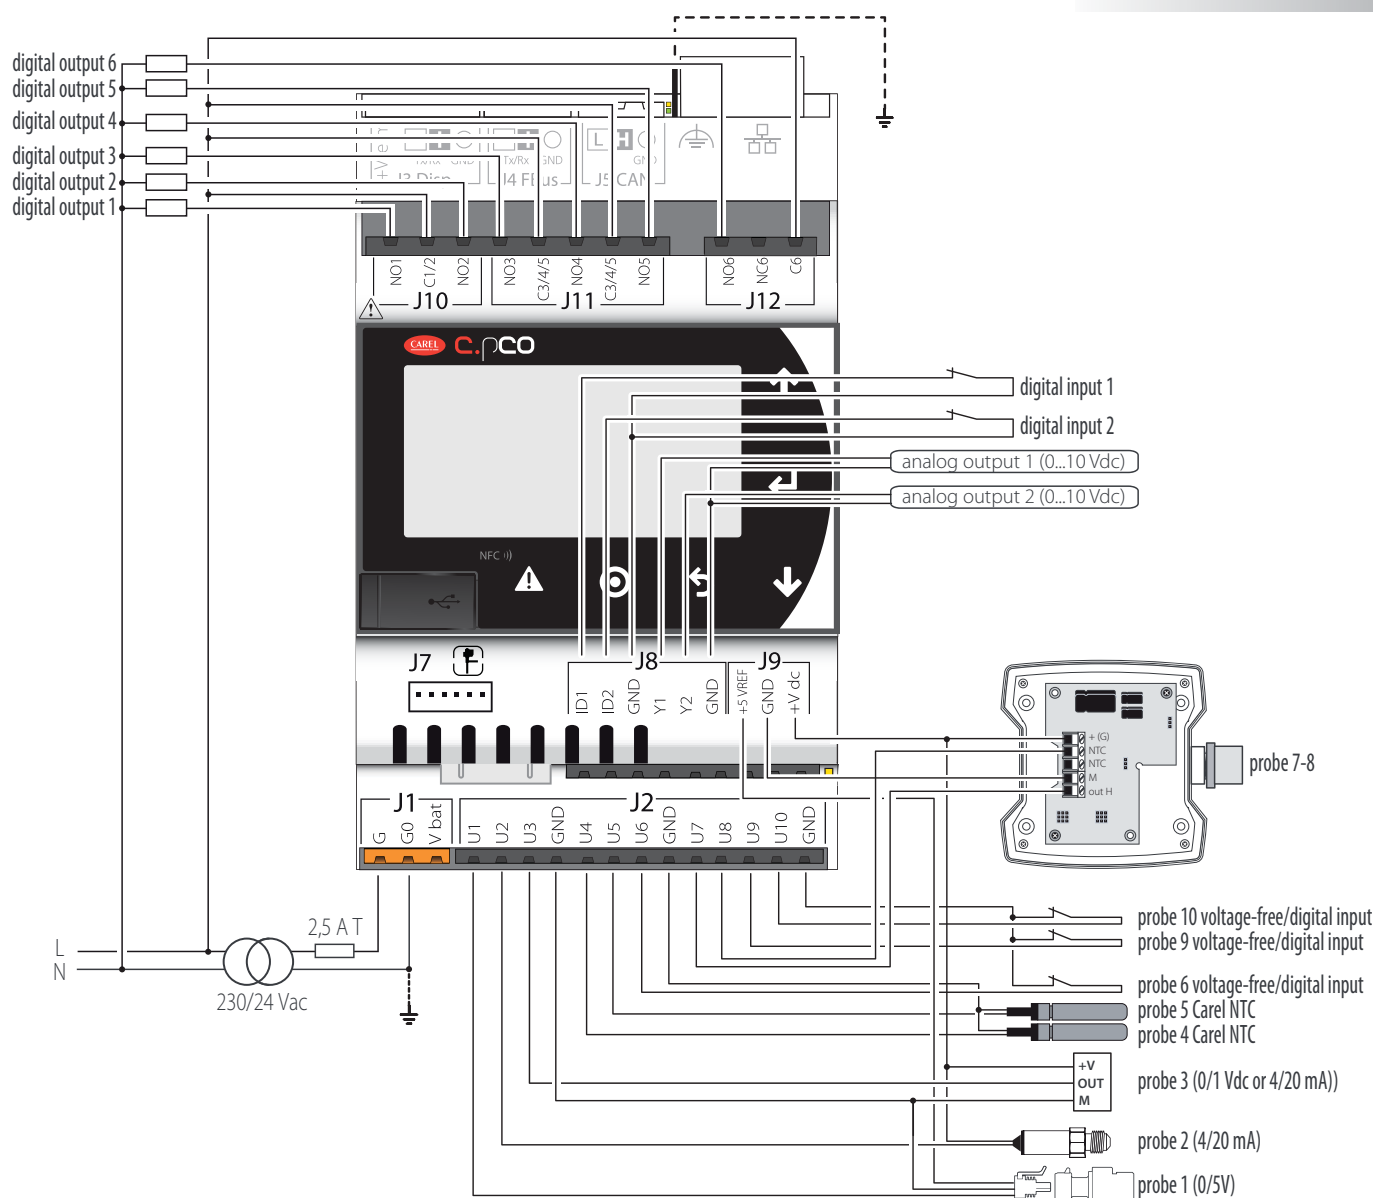 digital output 6
digital output 5
digital output 4
digital output 3
digital output 2
digital output 1
Tx/Rx GND
Tx/Rx GND
L H
GND
J3 Disp
J4 FBus
J5 CAN
NO1
C1/2
NO2
NO3
C3/4/5
NO4
C3/4/5
NO5
NO6
NC6
C6
J10
J11
J12
CAREL
c.pCO
digital input 1
digital input 2
analog output 1 (0...10 Vdc)
analog output 2 (0...10 Vdc)
NFC
J7
J8
J9
ID1
ID2
GND
Y1
Y2
GND
+5 VREF
GND
+V dc
+ (G)
NTC
NTC
M
out H
probe 7-8
J1
J2
G
G0
V bat
U1
U2
U3
GND
U4
U5
U6
GND
U7
U8
U9
U10
GND
2,5 A T
L
N
230/24 Vac
probe 10 voltage-free/digital input
probe 9 voltage-free/digital input
probe 6 voltage-free/digital input
probe 5 Carel NTC
probe 4 Carel NTC
+V
OUT
M
probe 3 (0/1 Vdc or 4/20 mA))
probe 2 (4/20 mA)
probe 1 (0/5V)